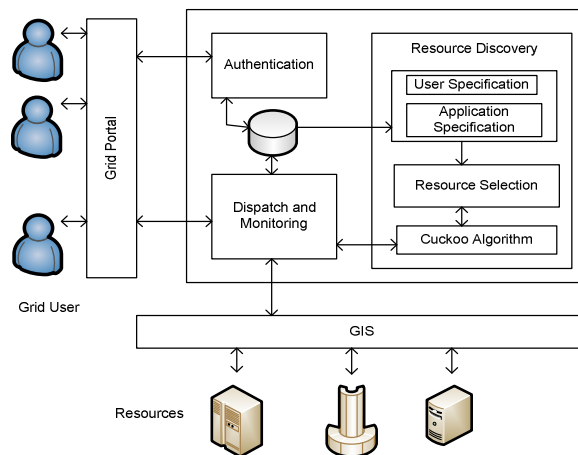 Resource Discovery
Authentication
User Specification
Application
Specification
Grid Portal
Resource Selection
Dispatch and
Monitoring
Cuckoo Algorithm
Grid User
GIS
Resources